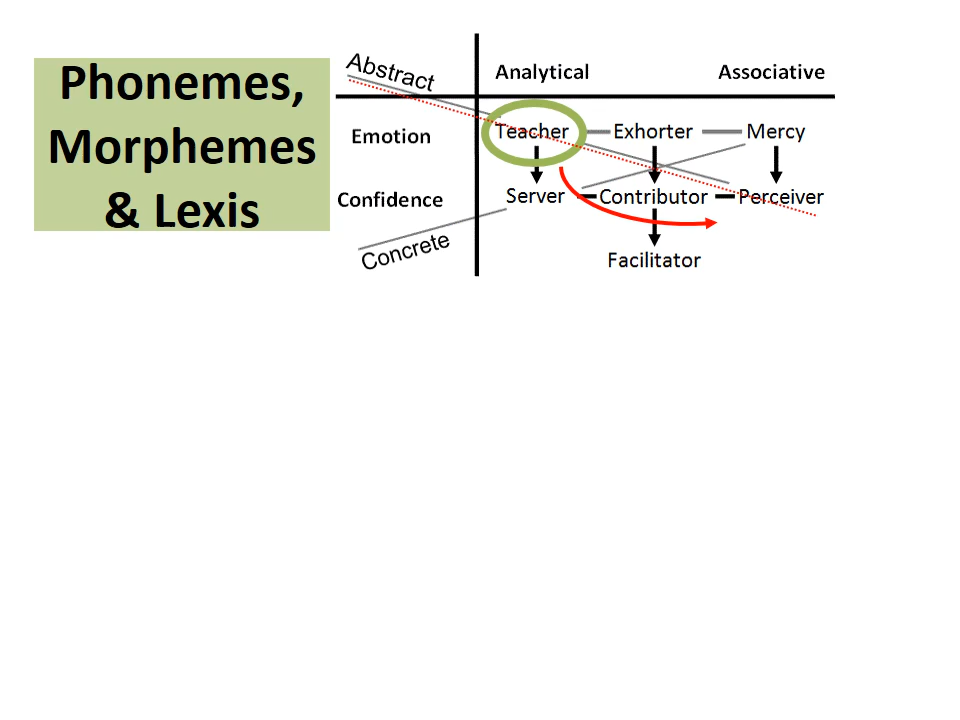 Phonemes,
Morphemes
& Lexis
Abstract
Analytical
Associative
Emotion
Teacher
Exhorter
Mercy
Confidence
Server
Contributor
Perceiver
Concrete
Facilitator